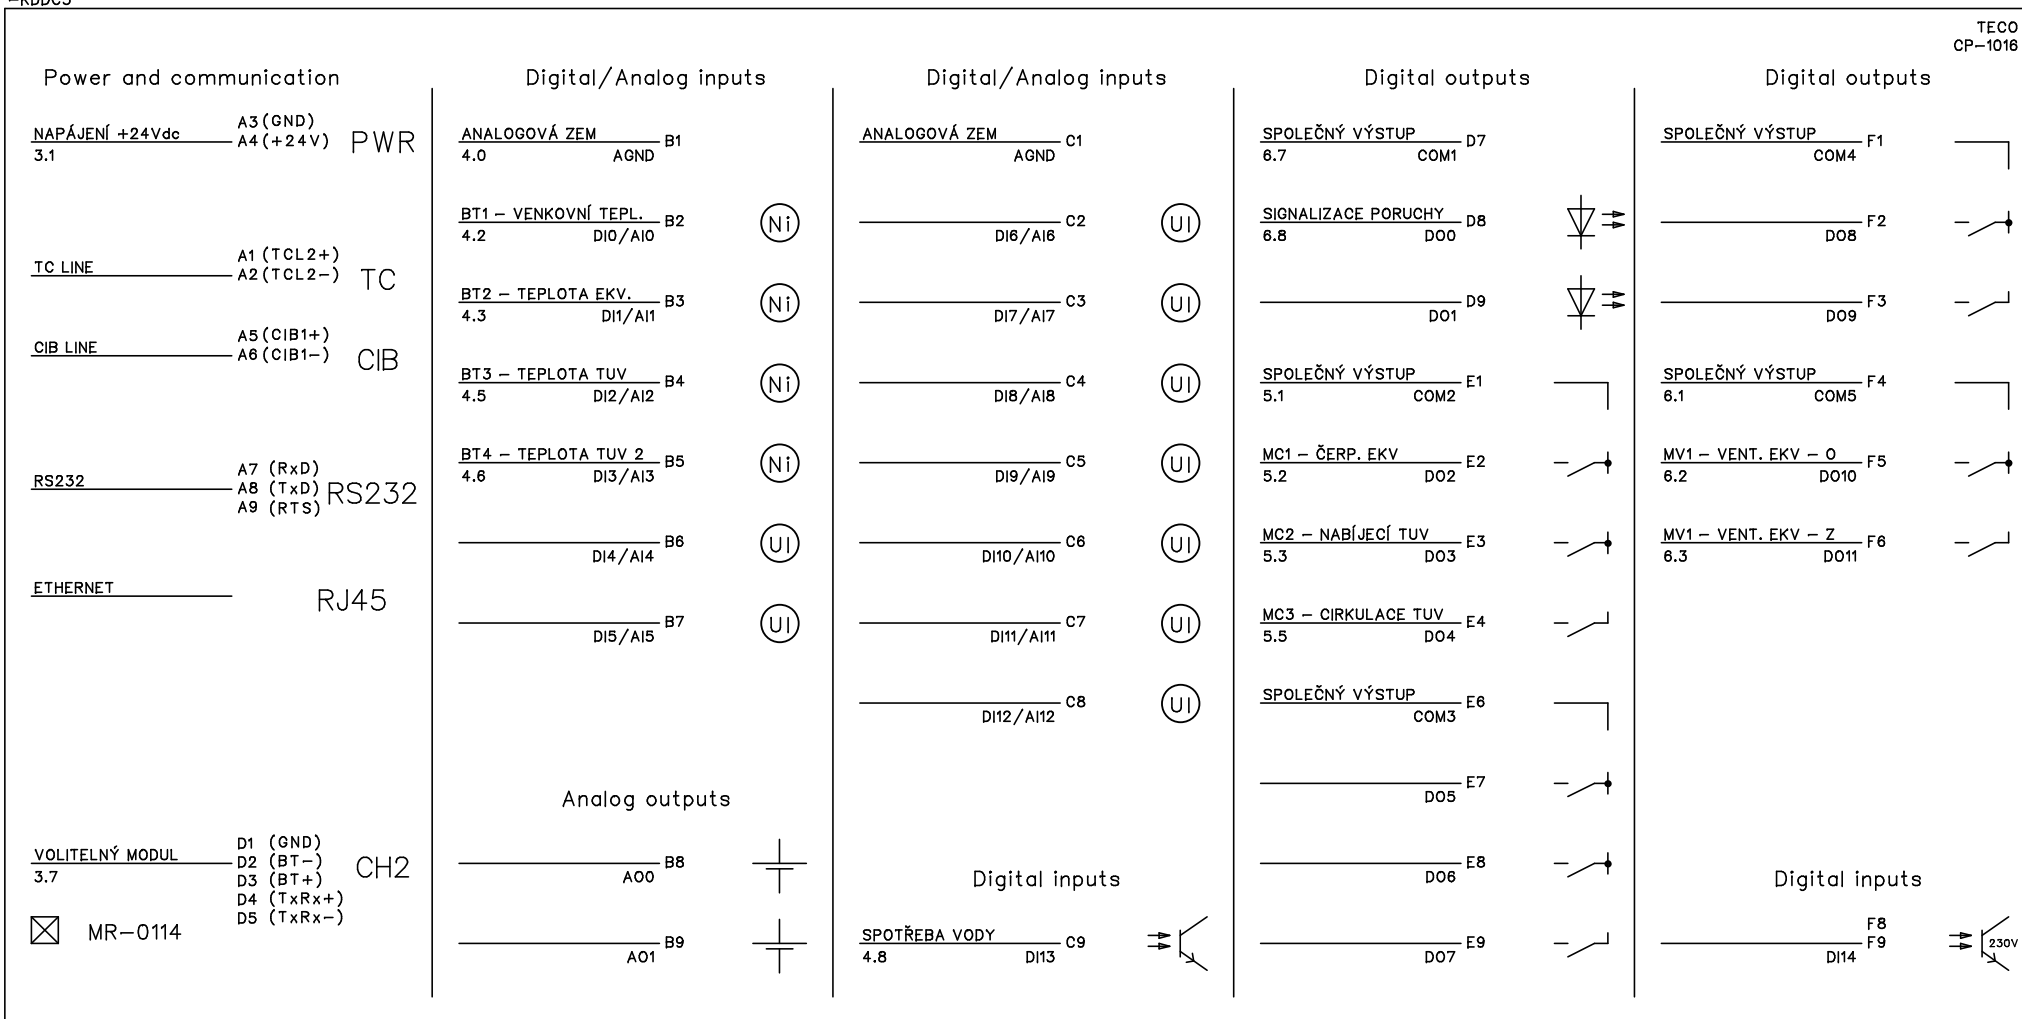 TECO
CP-1016
Power and communication
NAPÁJENÍ +24Vdc
3.1
A3 (GND)
A4 (+24V)
PWR
TC LINE
A1 (TCL2+)
A2 (TCL2-)
TC
CIB LINE
A5 (CIB1+)
A6 (CIB1-)
CIB
RS232
A7 (RxD)
A8 (TxD)
A9 (RTS)
RS232
ETHERNET
RJ45
VOLITELNÝ MODUL
3.7
D1 (GND)
D2 (BT-)
D3 (BT+)
D4 (TxRx+)
D5 (TxRx-)
CH2
MR-0114
Digital/Analog inputs
ANALOGOVÁ ZEM B1
4.0 AGND
BT1 - VENKOVNÍ TEPL. B2 Ni
4.2 DI0/AI0
BT2 - TEPLOTA EKV. B3 Ni
4.3 DI1/AI1
BT3 - TEPLOTA TUV B4 Ni
4.5 DI2/AI2
BT4 - TEPLOTA TUV 2 B5 Ni
4.6 DI3/AI3
B6 UI
DI4/AI4
B7 UI
DI5/AI5
Analog outputs
B8
AO0
B9
AO1
Digital/Analog inputs
ANALOGOVÁ ZEM C1
AGND
C2 UI
DI6/AI6
C3 UI
DI7/AI7
C4 UI
DI8/AI8
C5 UI
DI9/AI9
C6 UI
DI10/AI10
C7 UI
DI11/AI11
C8 UI
DI12/AI12
Digital inputs
SPOTŘEBA VODY C9
4.8 DI13
Digital outputs
SPOLEČNÝ VÝSTUP D7
6.7 COM1
SIGNALIZACE PORUCHY D8
6.8 DO0
D9
DO1
SPOLEČNÝ VÝSTUP E1
5.1 COM2
MC1 - ČERP. EKV E2
5.2 DO2
MC2 - NABÍJECÍ TUV E3
5.3 DO3
MC3 - CIRKULACE TUV E4
5.5 DO4
SPOLEČNÝ VÝSTUP E6
COM3
E7
DO5
E8
DO6
E9
DO7
Digital outputs
SPOLEČNÝ VÝSTUP F1
COM4
F2
DO8
F3
DO9
SPOLEČNÝ VÝSTUP F4
6.1 COM5
MV1 - VENT. EKV - O F5
6.2 DO10
MV1 - VENT. EKV - Z F6
6.3 DO11
Digital inputs
F8
F9
DI14
230V